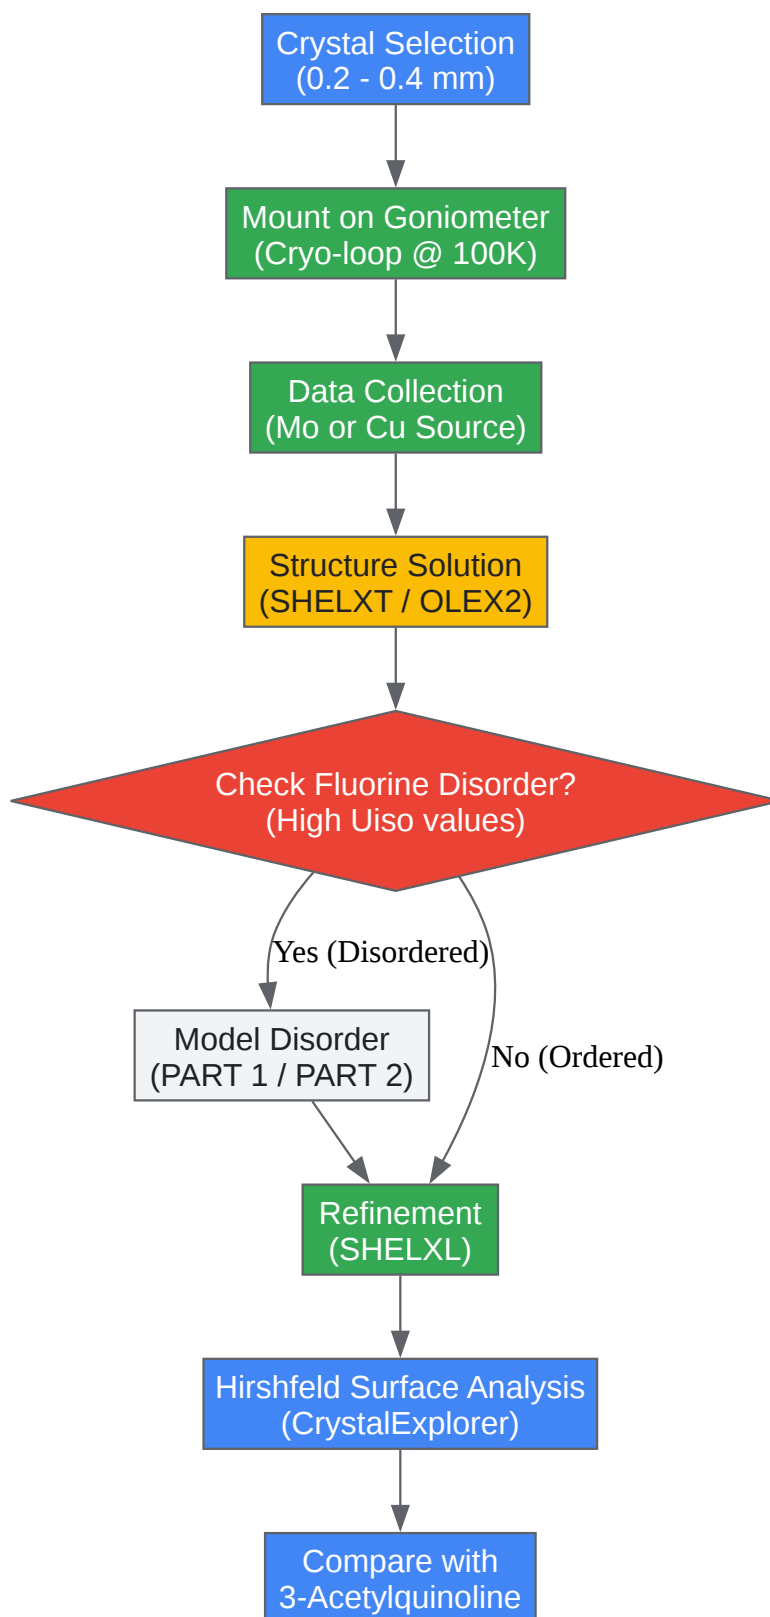 Crystal Selection
(0.2 - 0.4 mm)
Mount on Goniometer
(Cryo-loop @ 100K)
Data Collection
(Mo or Cu Source)
Structure Solution
(SHELXT / OLEX2)
Check Fluorine Disorder?
(High Uiso values)
Yes (Disordered)
Model Disorder
(PART 1 / PART 2)
No (Ordered)
Refinement
(SHELXL)
Hirshfeld Surface Analysis
(CrystalExplorer)
Compare with
3-Acetylquinoline